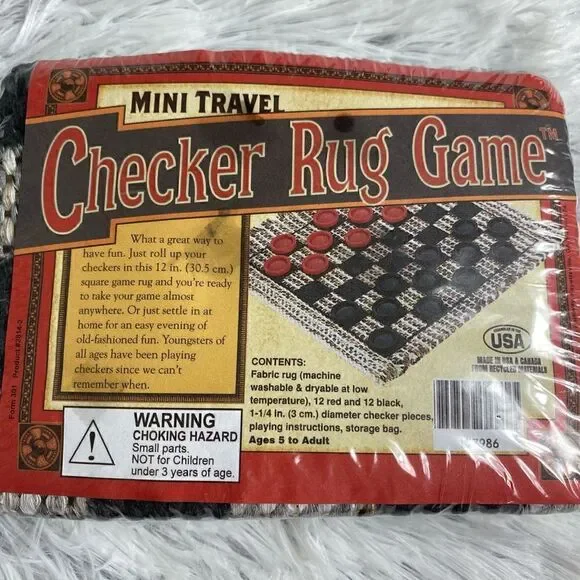 MINI TRAVEL
Checker Rug Game™
What a great way to
have fun. Just roll up your
checkers in this 12 in. (30.5 cm.)
square game rug and you're ready
to take your game almost
anywhere. Or just settle in at
home for an easy evening of
old-fashioned fun. Youngsters of
all ages have been playing
checkers since we can't
remember when.
USA
MADE IN USA & CANADA
FROM RECYCLED MATERIALS
CONTENTS:
Fabric rug (machine
washable & dryable at low
temperature), 12 red and 12 black,
1-1/4 in. (3 cm.) diameter checker pieces,
playing instructions, storage bag.
Ages 5 to Adult
WARNING
CHOKING HAZARD
Small parts.
NOT for Children
under 3 years of age.
Form J01 Product #2814-2